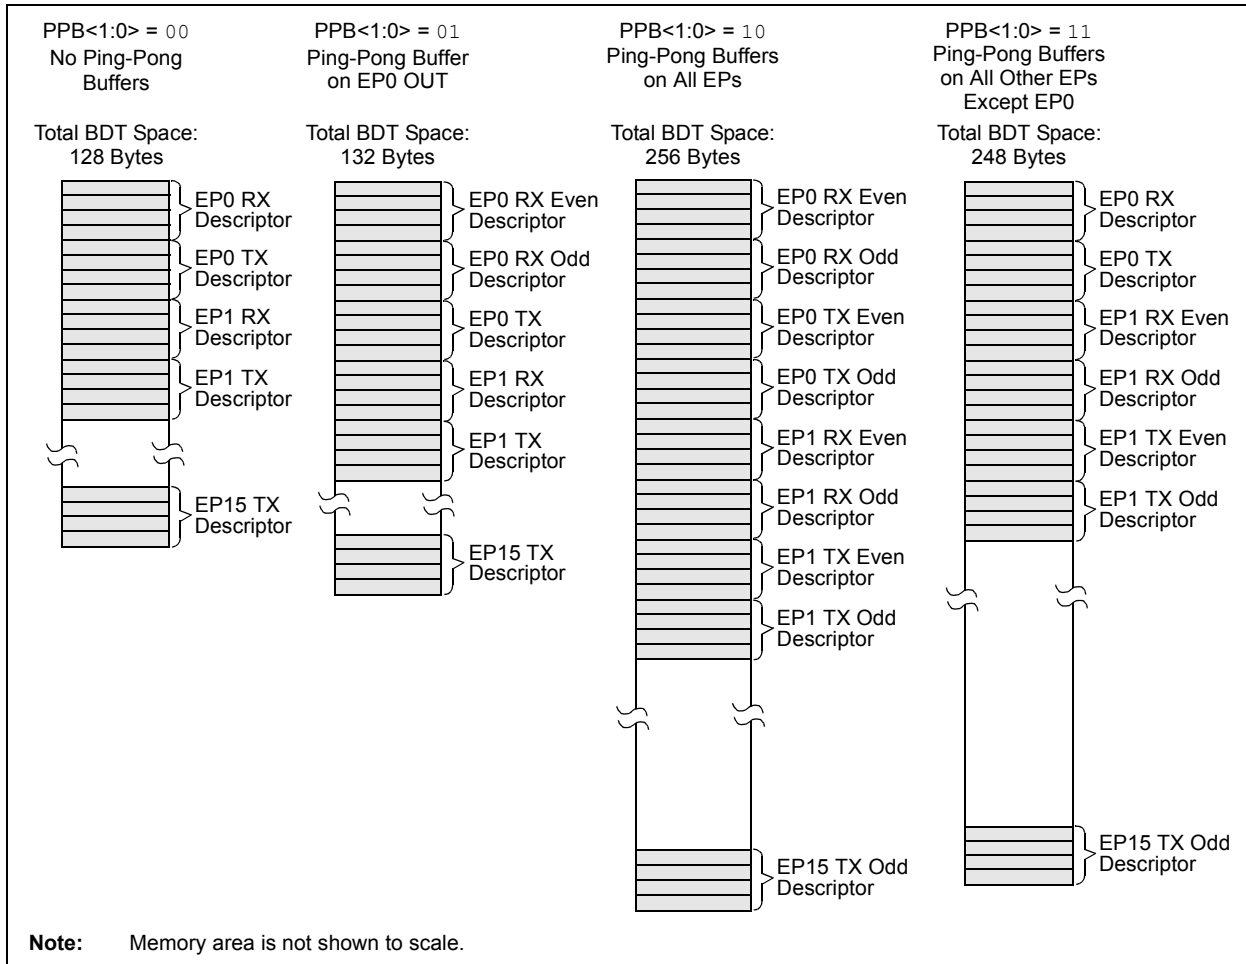 PPB<1:0> = 00
No Ping-Pong
Buffers
Total BDT Space:
128 Bytes
EP0 RX
Descriptor
EP0 TX
Descriptor
EP1 RX
Descriptor
EP1 TX
Descriptor
EP15 TX
Descriptor
PPB<1:0> = 01
Ping-Pong Buffer
on EP0 OUT
Total BDT Space:
132 Bytes
EP0 RX Even
Descriptor
EP0 RX Odd
Descriptor
EP0 TX
Descriptor
EP1 RX
Descriptor
EP1 TX
Descriptor
EP15 TX
Descriptor
PPB<1:0> = 10
Ping-Pong Buffers
on All EPs
Total BDT Space:
256 Bytes
EP0 RX Even
Descriptor
EP0 RX Odd
Descriptor
EP0 TX Even
Descriptor
EP0 TX Odd
Descriptor
EP1 RX Even
Descriptor
EP1 RX Odd
Descriptor
EP1 TX Even
Descriptor
EP1 TX Odd
Descriptor
EP15 TX Odd
Descriptor
PPB<1:0> = 11
Ping-Pong Buffers
on All Other EPs
Except EP0
Total BDT Space:
248 Bytes
EP0 RX
Descriptor
EP0 TX
Descriptor
EP1 RX Even
Descriptor
EP1 RX Odd
Descriptor
EP1 TX Even
Descriptor
EP1 TX Odd
Descriptor
EP15 TX Odd
Descriptor
Note: Memory area is not shown to scale.